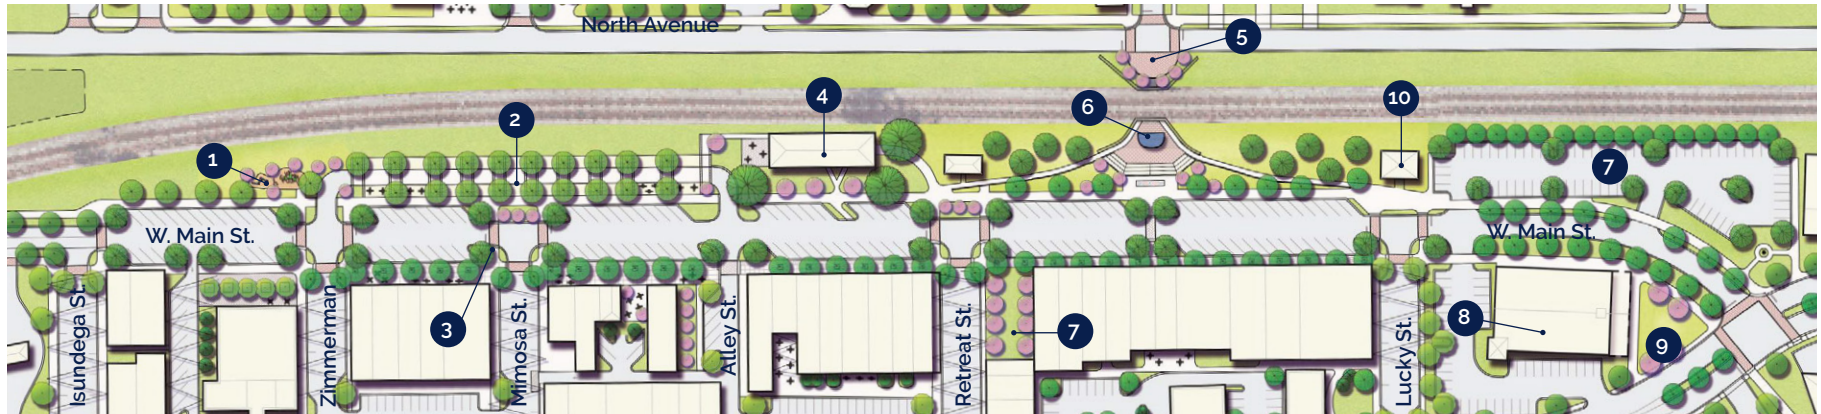 North Avenue
5
4
10
6
2
1
7
W. Main St.
W. Main St.
Isundega St.
Zimmerman
3
Mimosa St.
Alley St.
Retreat St.
7
Lucky St.
8
9